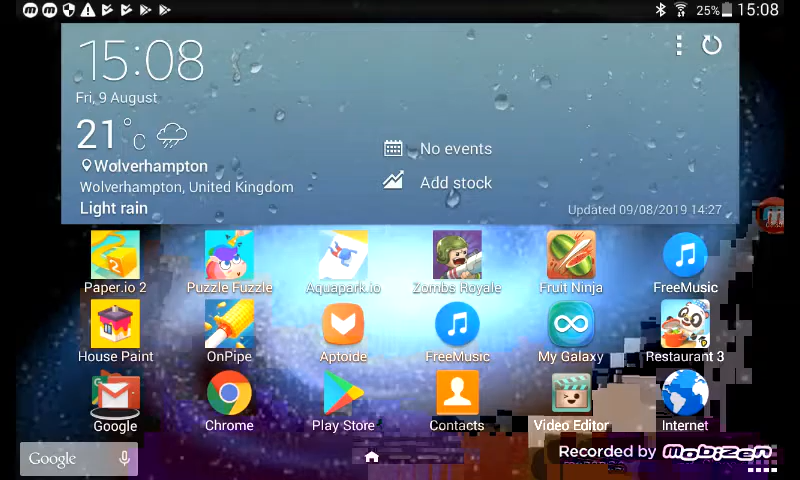 25% 15:08
15:08
Fri, 9 August
21°C
Wolverhampton
Wolverhampton, United Kingdom
Light rain
No events
Add stock
Updated 09/08/2019 14:27
Paper.io 2
Puzzle Fuzzle
Aquapark.io
Zombs Royale
Fruit Ninja
FreeMusic
House Paint
OnPipe
Aptoide
FreeMusic
My Galaxy
Restaurant 3
Google
Chrome
Play Store
Contacts
Video Editor
Internet
Google
Recorded by mobizen